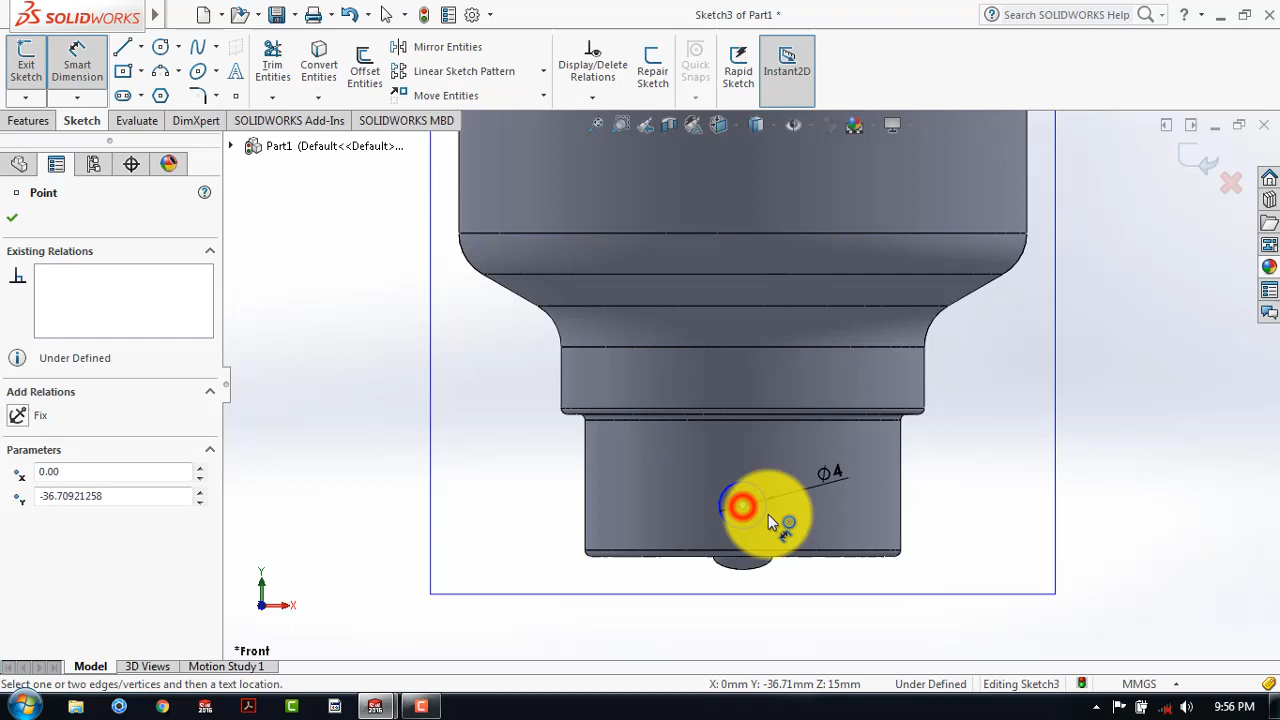 SOLIDWORKS
Sketch3 of Part1 *
Search SOLIDWORKS Help
Exit Sketch
Smart Dimension
Trim Entities
Convert Entities
Offset Entities
Mirror Entities
Linear Sketch Pattern
Move Entities
Display/Delete Relations
Repair Sketch
Quick Snaps
Rapid Sketch
Instant2D
Features Sketch Evaluate DimXpert SOLIDWORKS Add-Ins SOLIDWORKS MBD
Part1 (Default<<Default>...
Point
Existing Relations
Under Defined
Add Relations
Fix
Parameters
0.00
-36.70921258
Ø4
Y
X
*Front
Model 3D Views Motion Study 1
Select one or two edges/vertices and then a text location. X: 0mm Y: -36.71mm Z: 15mm Under Defined Editing Sketch3 MMGS
9:56 PM